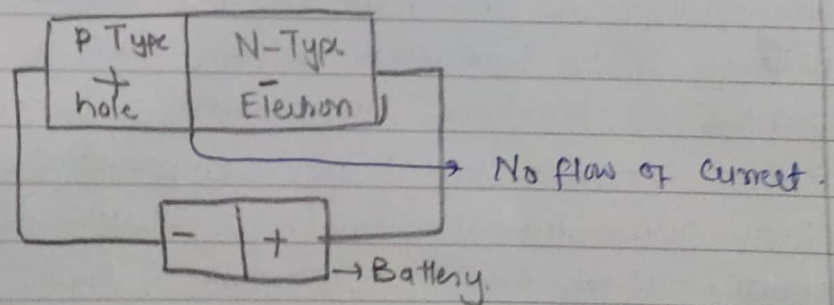 P Type N-Type
+ -
hole Electron
No flow of current.
- +
→ Battery.